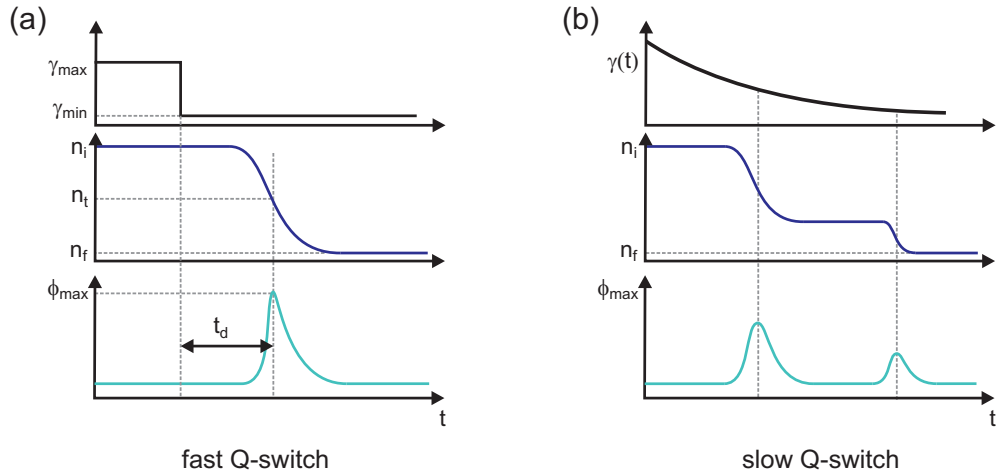 (a)
γmax
γmin
ni
nt
nf
ϕmax
td
t
fast Q-switch
(b)
γ(t)
ni
nf
ϕmax
t
slow Q-switch